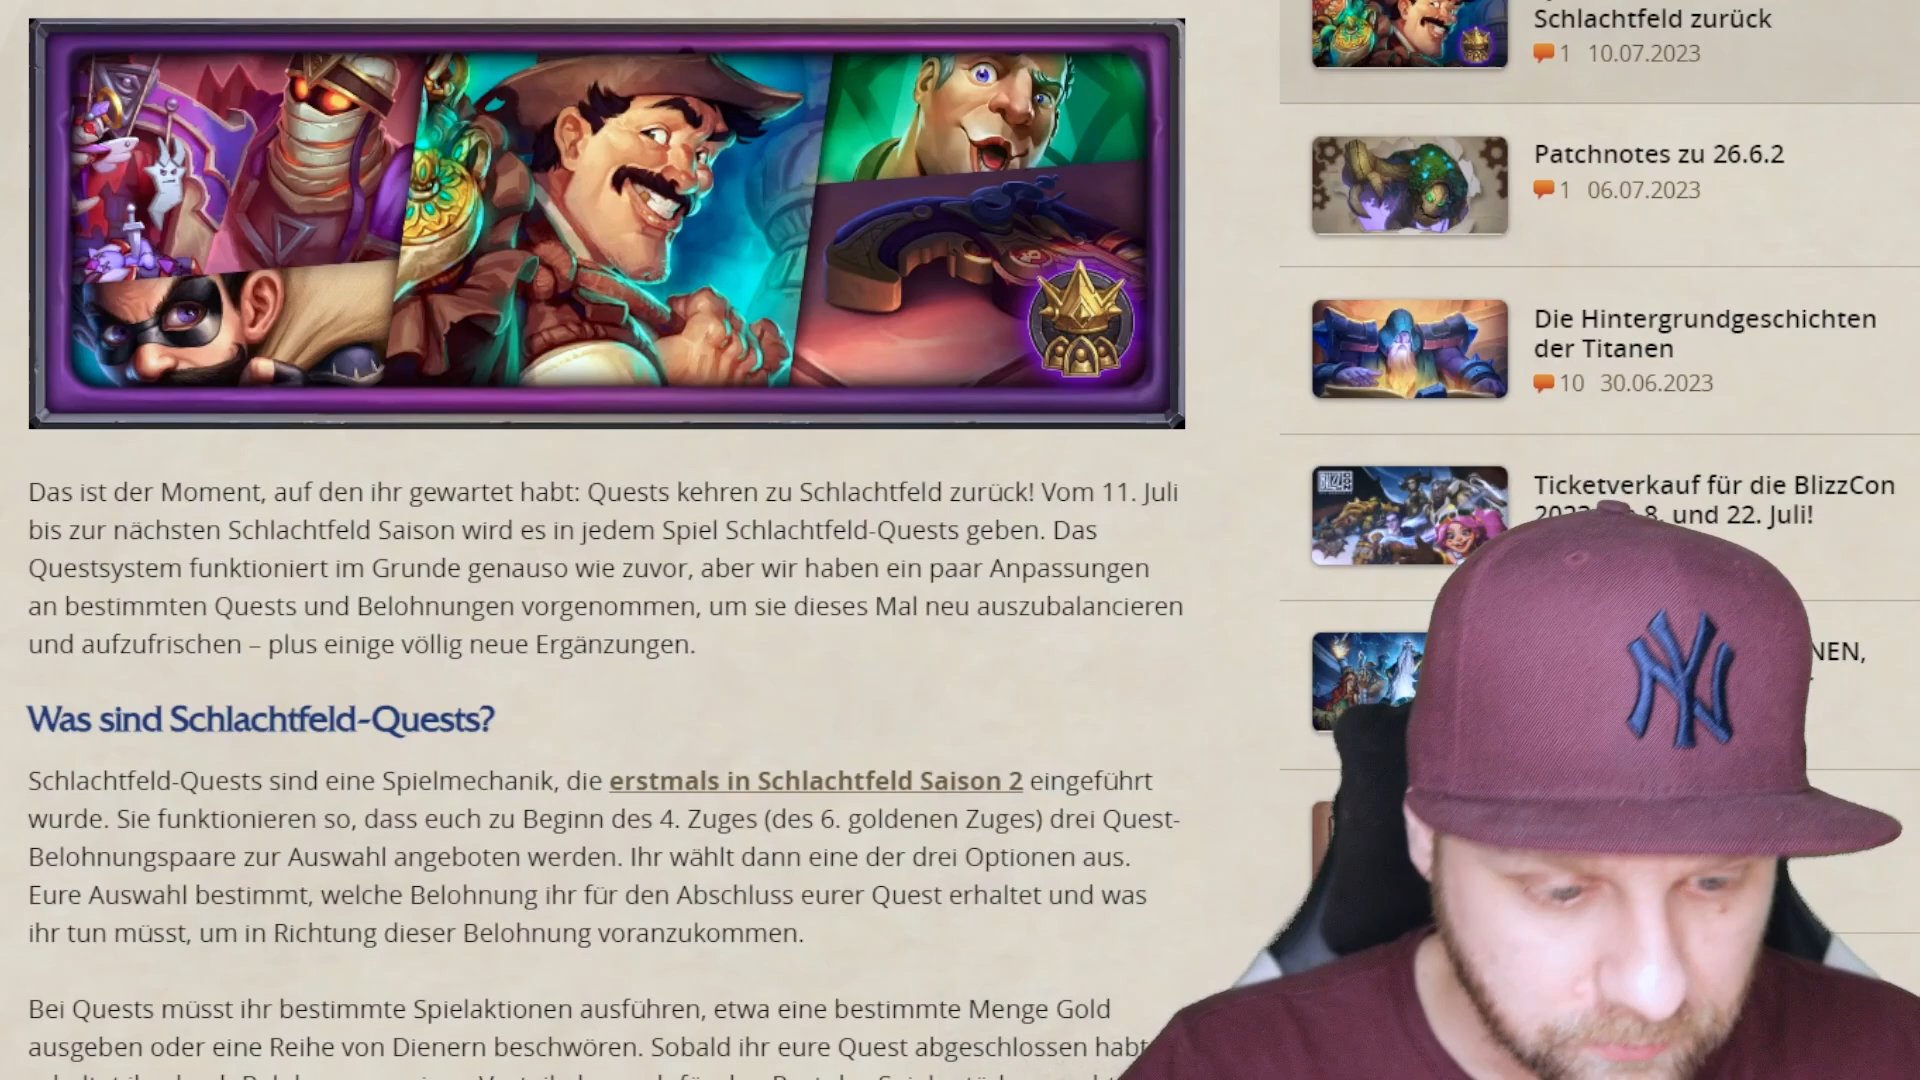 Das ist der Moment, auf den ihr gewartet habt: Quests kehren zu Schlachtfeld zurück! Vom 11. Juli
bis zur nächsten Schlachtfeld Saison wird es in jedem Spiel Schlachtfeld-Quests geben. Das
Questsystem funktioniert im Grunde genauso wie zuvor, aber wir haben ein paar Anpassungen
an bestimmten Quests und Belohnungen vorgenommen, um sie dieses Mal neu auszubalancieren
und aufzufrischen – plus einige völlig neue Ergänzungen.
Was sind Schlachtfeld-Quests?
Schlachtfeld-Quests sind eine Spielmechanik, die erstmals in Schlachtfeld Saison 2 eingeführt
wurde. Sie funktionieren so, dass euch zu Beginn des 4. Zuges (des 6. goldenen Zuges) drei Quest-
Belohnungspaare zur Auswahl angeboten werden. Ihr wählt dann eine der drei Optionen aus.
Eure Auswahl bestimmt, welche Belohnung ihr für den Abschluss eurer Quest erhaltet und was
ihr tun müsst, um in Richtung dieser Belohnung voranzukommen.
Bei Quests müsst ihr bestimmte Spielaktionen ausführen, etwa eine bestimmte Menge Gold
ausgeben oder eine Reihe von Dienern beschwören. Sobald ihr eure Quest abgeschlossen habt
Schlachtfeld zurück
1 10.07.2023
Patchnotes zu 26.6.2
1 06.07.2023
Die Hintergrundgeschichten
der Titanen
10 30.06.2023
Ticketverkauf für die BlizzCon
8. und 22. Juli!
NEN,
NY